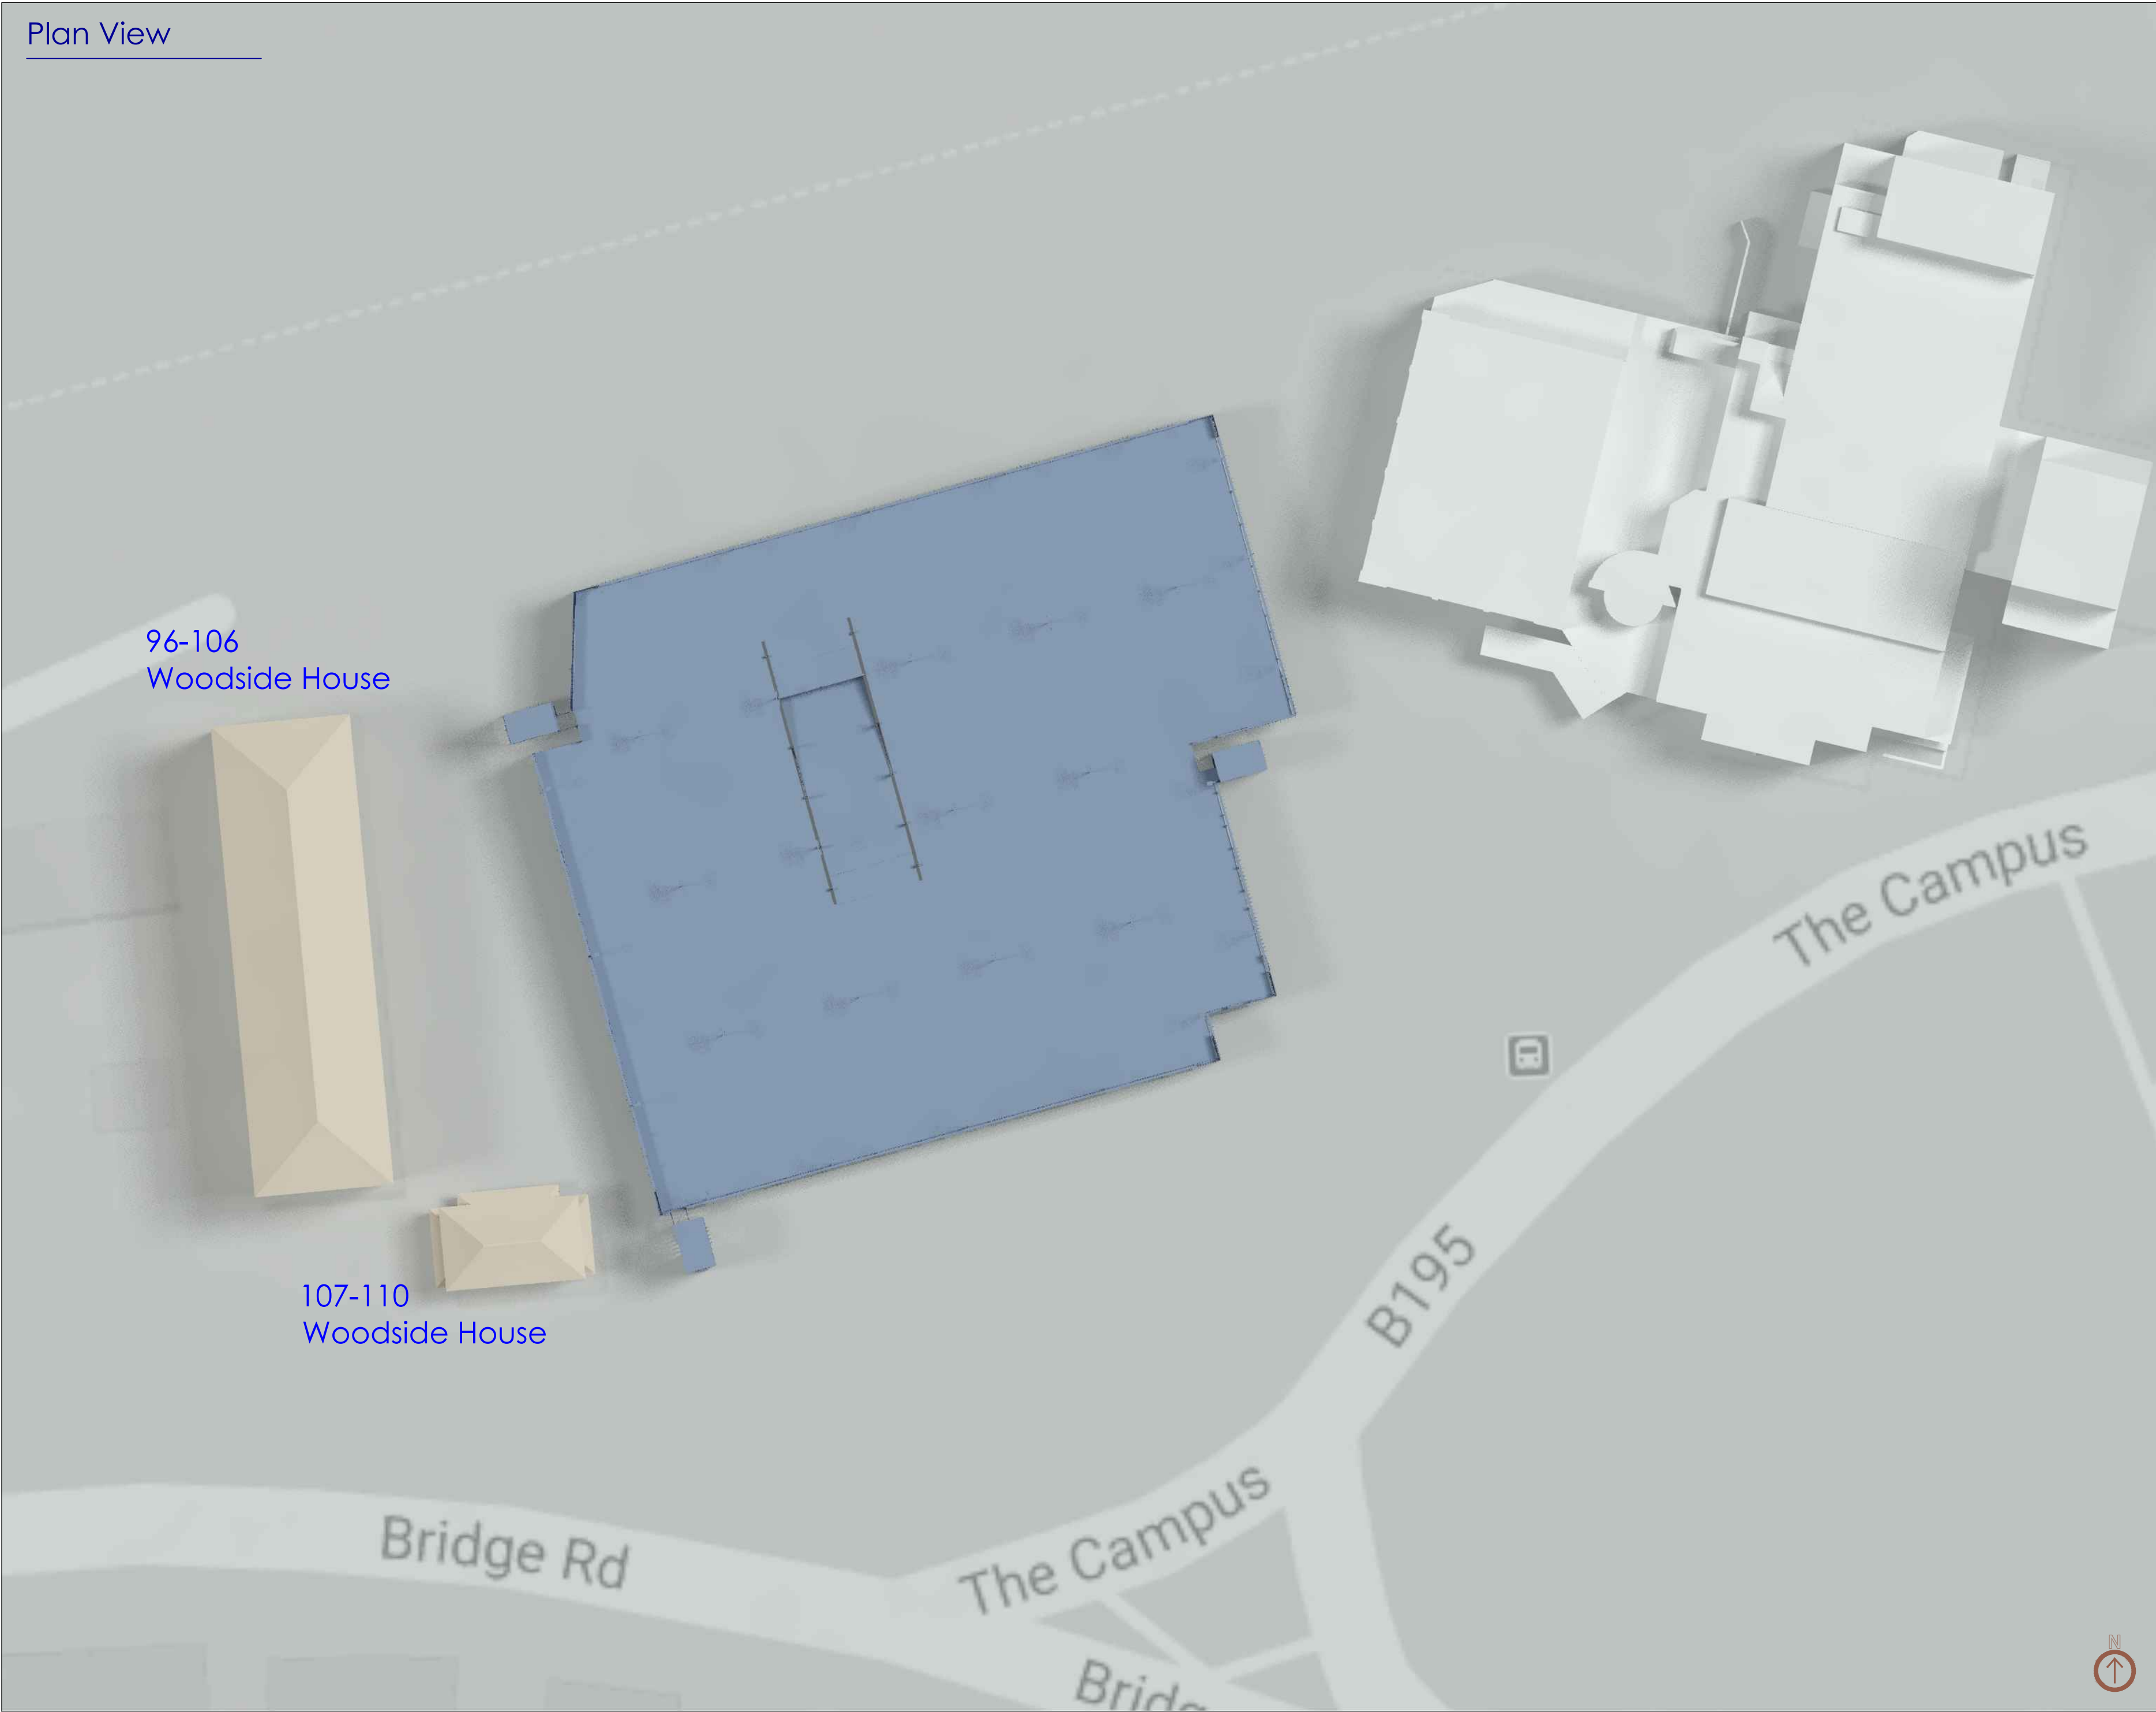 Plan View
96-106
Woodside House
The Campus
107-110
Woodside House
B195
Bridge Rd
The Campus
N